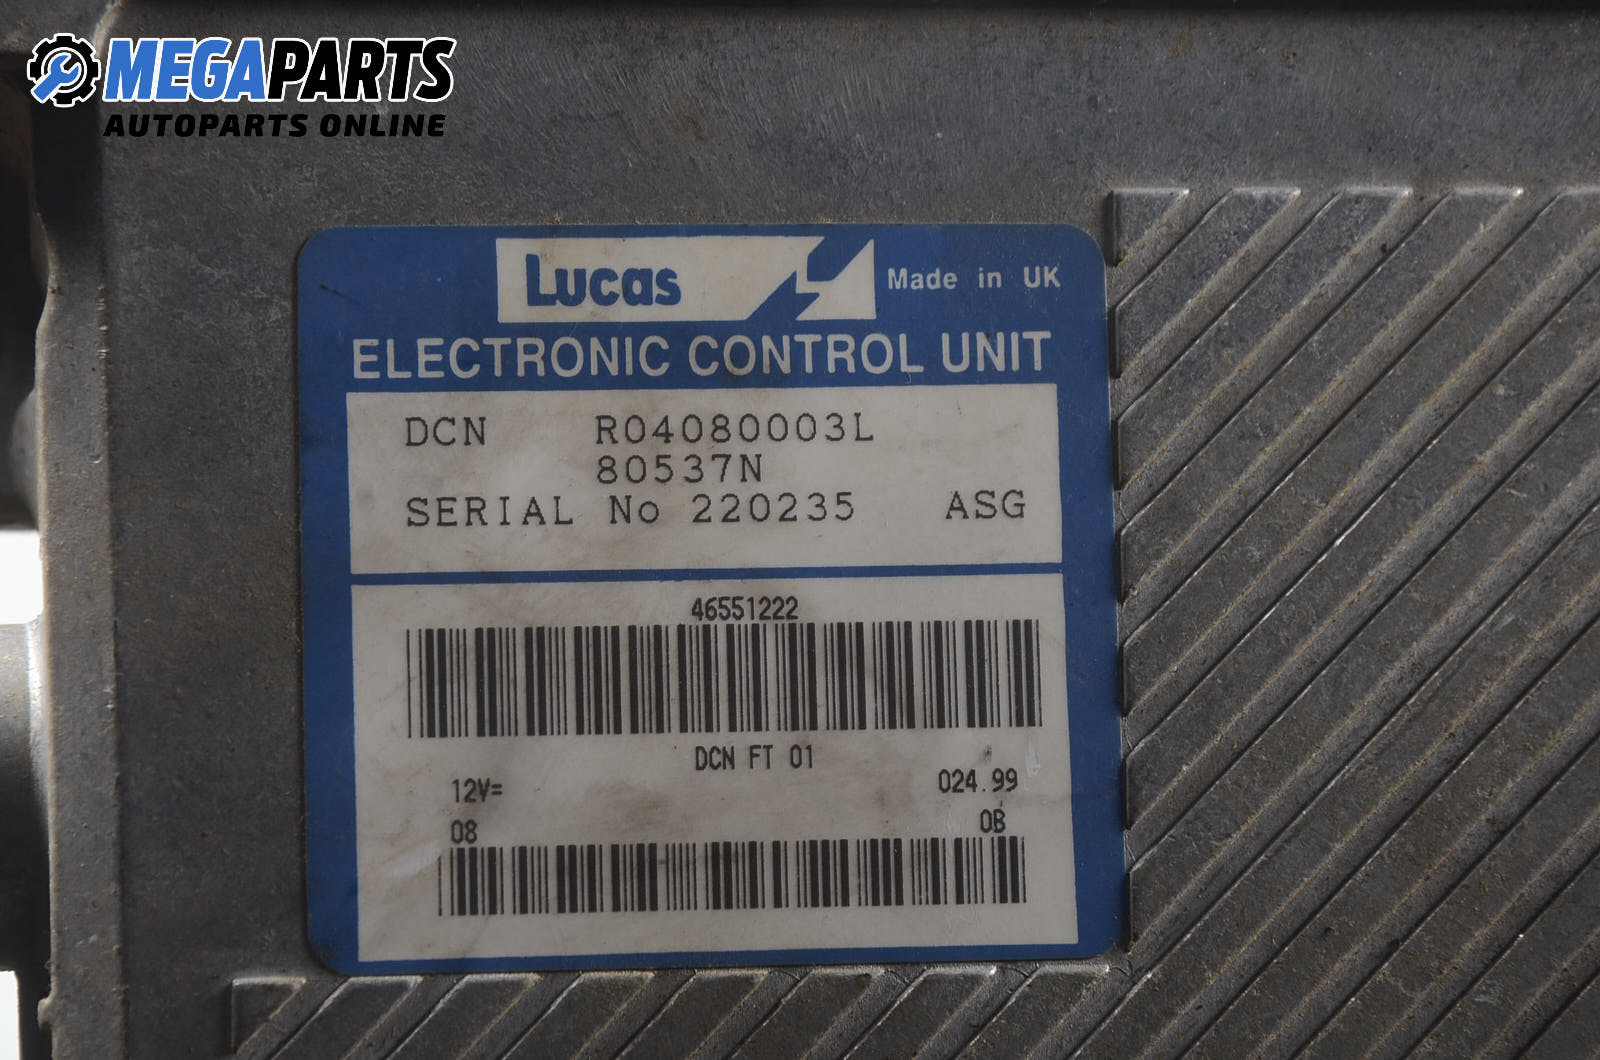 MEGAPARTS
AUTOPARTS ONLINE
Lucas
Made in UK
ELECTRONIC CONTROL UNIT
DCN R04080003L
80537N
SERIAL No 220235 ASG
46551222
DCN FT 01
12V= 024.99
08 0B